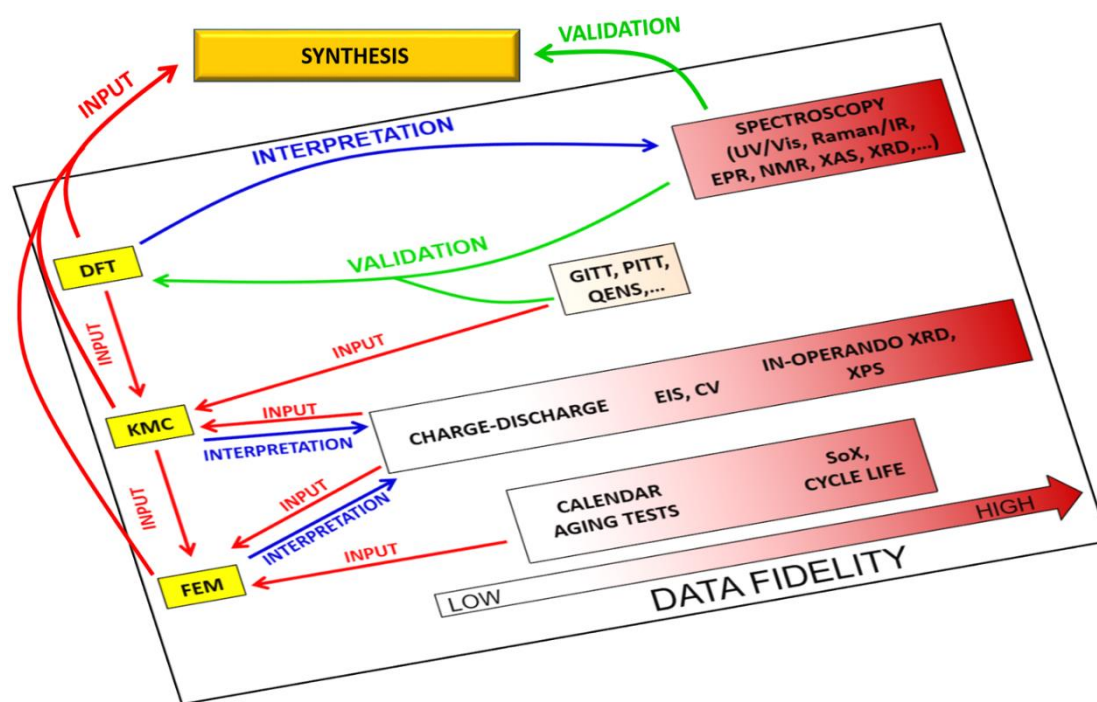 SYNTHESIS
VALIDATION
INPUT
INTERPRETATION
SPECTROSCOPY
(UV/Vis, Raman/IR,
EPR, NMR, XAS, XRD,...)
DFT
VALIDATION
GITT, PITT,
QENS,...
INPUT
INPUT
KMC
INPUT
INTERPRETATION
CHARGE-DISCHARGE
EIS, CV
IN-OPERANDO XRD,
XPS
INPUT
INPUT
INTERPRETATION
CALENDAR
AGING TESTS
SoX,
CYCLE LIFE
INPUT
FEM
LOW
HIGH
DATA FIDELITY